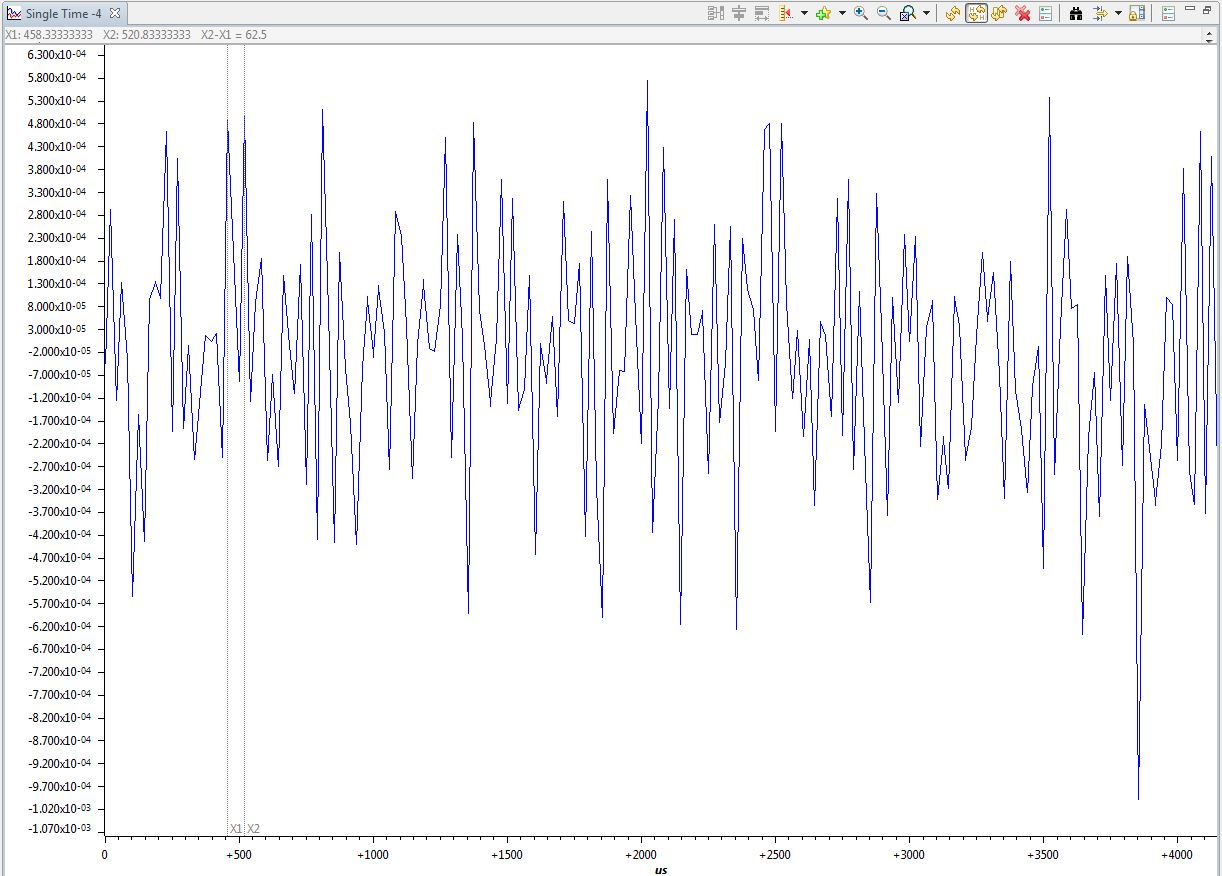 Single Time -4
X1: 458.33333333 X2: 520.83333333 X2-X1 = 62.5
6.300x10-04
5.800x10-04
5.300x10-04
4.800x10-04
4.300x10-04
3.800x10-04
3.300x10-04
2.800x10-04
2.300x10-04
1.800x10-04
1.300x10-04
8.000x10-05
3.000x10-05
-2.000x10-05
-7.000x10-05
-1.200x10-04
-1.700x10-04
-2.200x10-04
-2.700x10-04
-3.200x10-04
-3.700x10-04
-4.200x10-04
-4.700x10-04
-5.200x10-04
-5.700x10-04
-6.200x10-04
-6.700x10-04
-7.200x10-04
-7.700x10-04
-8.200x10-04
-8.700x10-04
-9.200x10-04
-9.700x10-04
-1.020x10-03
-1.070x10-03
X1 X2
0 +500 +1000 +1500 +2000 +2500 +3000 +3500 +4000
us